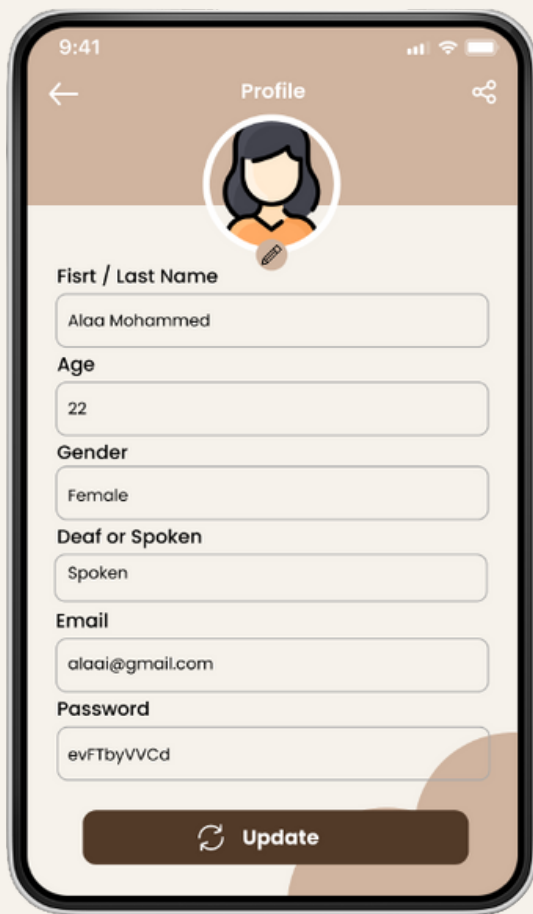 9:41
Profile
Fisrt / Last Name
Alaa Mohammed
Age
22
Gender
Female
Deaf or Spoken
Spoken
Email
alaai@gmail.com
Password
evFTbyVVCd
Update